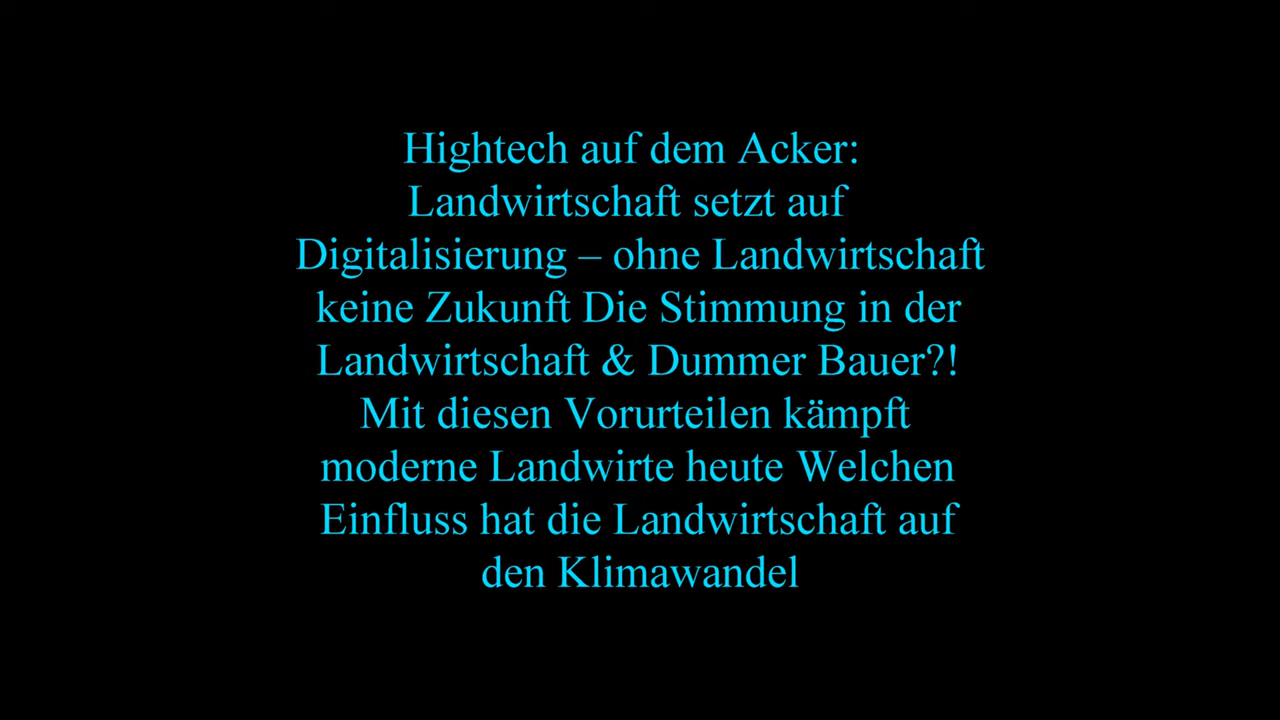 Hightech auf dem Acker:
Landwirtschaft setzt auf
Digitalisierung – ohne Landwirtschaft
keine Zukunft Die Stimmung in der
Landwirtschaft & Dummer Bauer?!
Mit diesen Vorurteilen kämpft
moderne Landwirte heute Welchen
Einfluss hat die Landwirtschaft auf
den Klimawandel